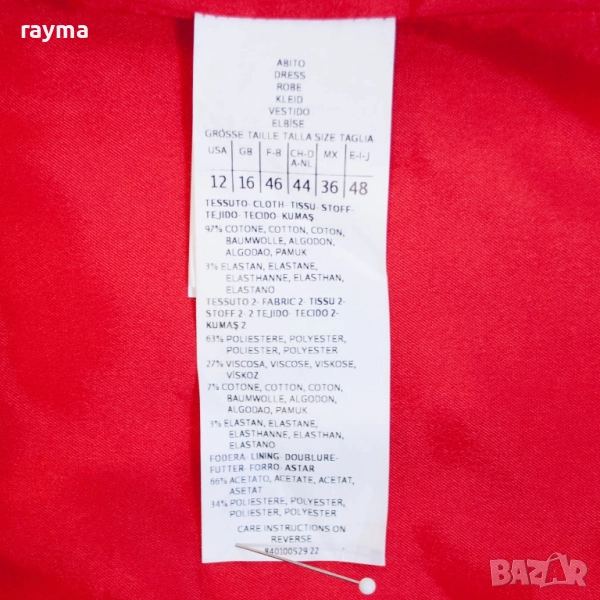 rayma
ABITO
DRESS
ROBE
KLEID
VESTIDO
ELBİSE
GRÖSSE TAILLE TALLA SIZE TAGLIA
USA GB F-B CH-D A-NL MX E-I-J
12 16 46 44 36 48
TESSUTO- CLOTH- TISSU- STOFF-
TEJIDO- TECIDO- KUMAŞ
97% COTONE, COTTON, COTON,
BAUMWOLLE, ALGODON,
ALGODAO, PAMUK
3% ELASTAN, ELASTANE,
ELASTHANNE, ELASTHAN,
ELASTANO
TESSUTO 2- FABRIC 2- TISSU 2-
STOFF 2- 2 TEJIDO- TECIDO 2-
KUMAŞ 2
63% POLIESTERE, POLYESTER,
POLIESTER, POLYESTER
27% VISCOSA, VISCOSE, VISKOSE,
VİSKOZ
7% COTONE, COTTON, COTON,
BAUMWOLLE, ALGODON,
ALGODAO, PAMUK
3% ELASTAN, ELASTANE,
ELASTHANNE, ELASTHAN,
ELASTANO
FODERA- LINING- DOUBLURE-
FUTTER- FORRO- ASTAR
66% ACETATO, ACETATE, ACETAT,
ASETAT
34% POLIESTERE, POLYESTER,
POLIESTER, POLYESTER
CARE INSTRUCTIONS ON
REVERSE
840100529 22
BAZAR